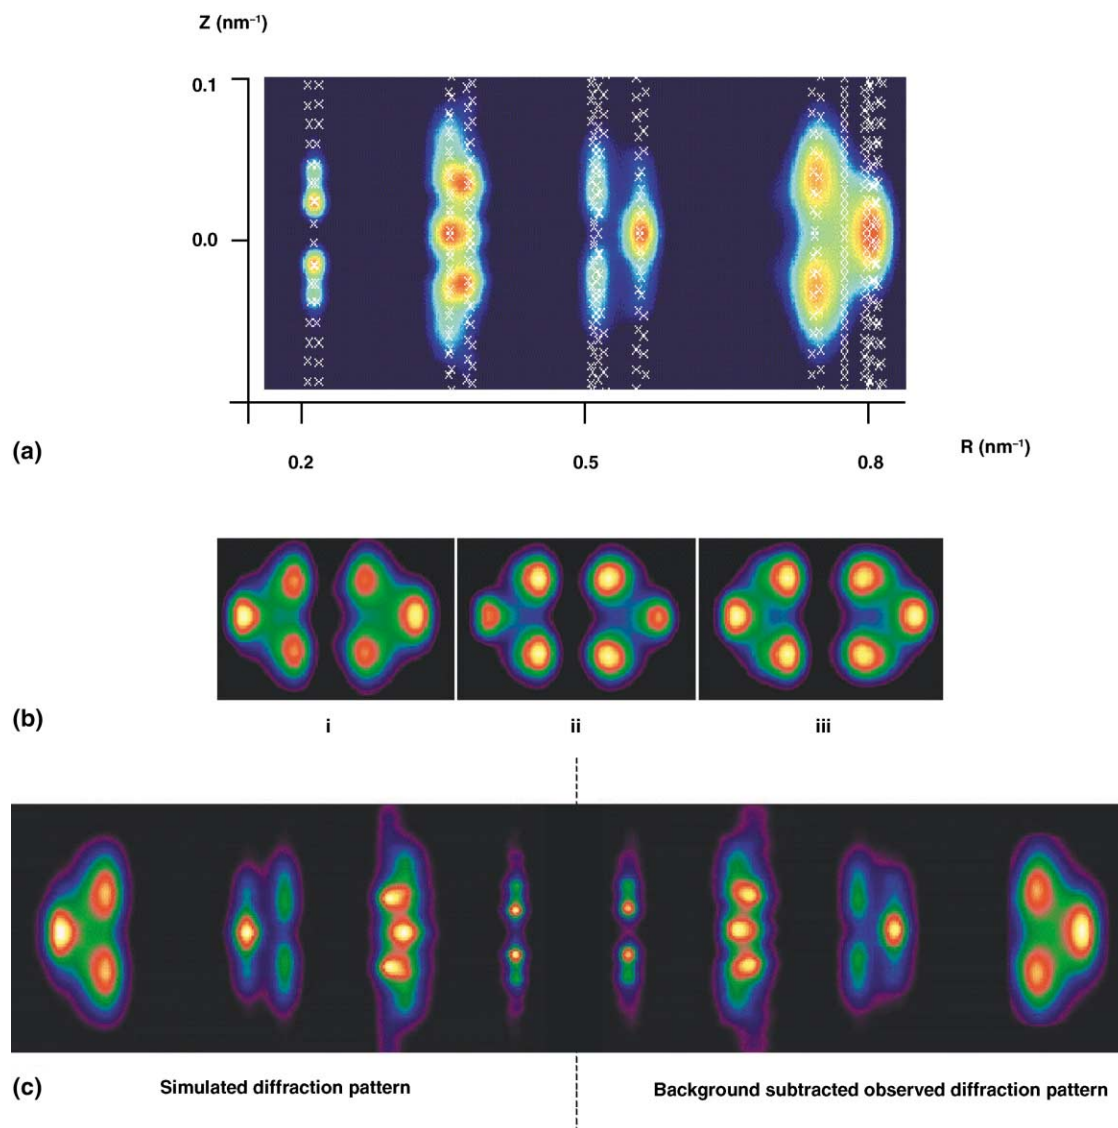 Z (nm⁻¹)
0.1
0.0
(a)
0.2
0.5
0.8
R (nm⁻¹)
(b)
i
ii
iii
(c)
Simulated diffraction pattern
Background subtracted observed diffraction pattern